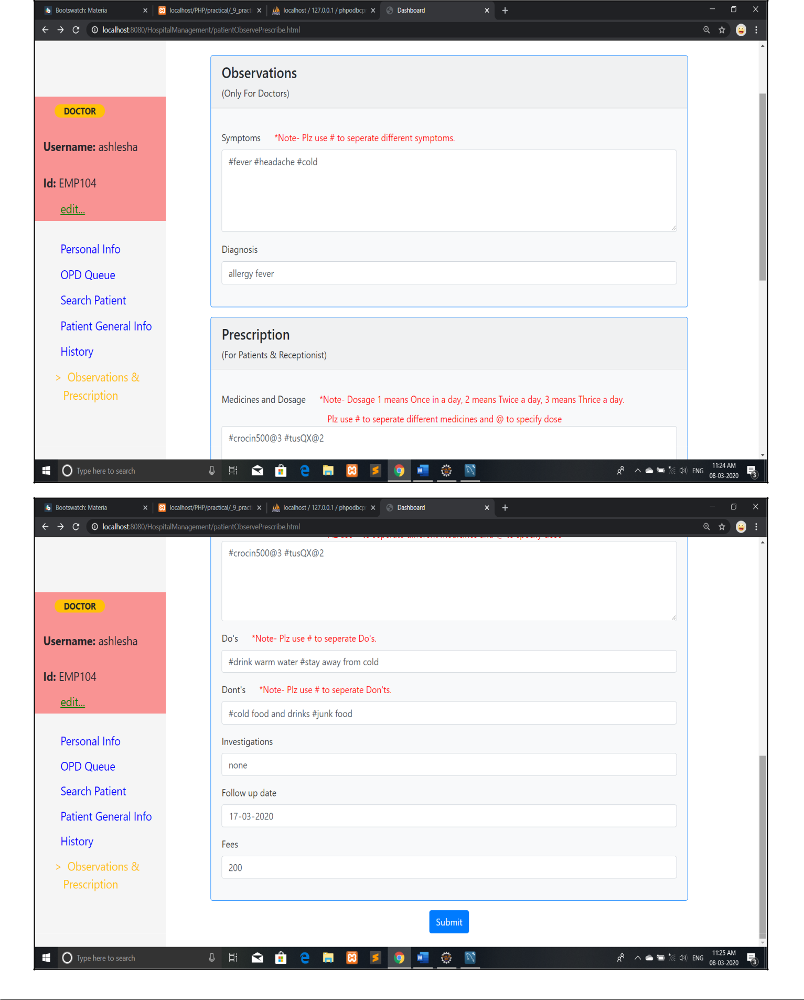 Bootswatch: Materia
localhost/PHP/practical/_9_practi
localhost / 127.0.0.1 / phpodbcpr
Dashboard
localhost:8080/HospitalManagement/patientObservePrescribe.html
DOCTOR
Username: ashlesha
Id: EMP104
edit...
Personal Info
OPD Queue
Search Patient
Patient General Info
History
> Observations &
Prescription
Observations
(Only For Doctors)
Symptoms *Note- Plz use # to seperate different symptoms.
#fever #headache #cold
Diagnosis
allergy fever
Prescription
(For Patients & Receptionist)
Medicines and Dosage *Note- Dosage 1 means Once in a day, 2 means Twice a day, 3 means Thrice a day.
Plz use # to seperate different medicines and @ to specify dose
#crocin500@3 #tusQX@2
Type here to search
ENG
11:24 AM
08-03-2020
3
Bootswatch: Materia
localhost/PHP/practical/_9_practi
localhost / 127.0.0.1 / phpodbcpr
Dashboard
localhost:8080/HospitalManagement/patientObservePrescribe.html
DOCTOR
Username: ashlesha
Id: EMP104
edit...
Personal Info
OPD Queue
Search Patient
Patient General Info
History
> Observations &
Prescription
#crocin500@3 #tusQX@2
Do's *Note- Plz use # to seperate Do's.
#drink warm water #stay away from cold
Dont's *Note- Plz use # to seperate Don'ts.
#cold food and drinks #junk food
Investigations
none
Follow up date
17-03-2020
Fees
200
Submit
Type here to search
ENG
11:25 AM
08-03-2020
3